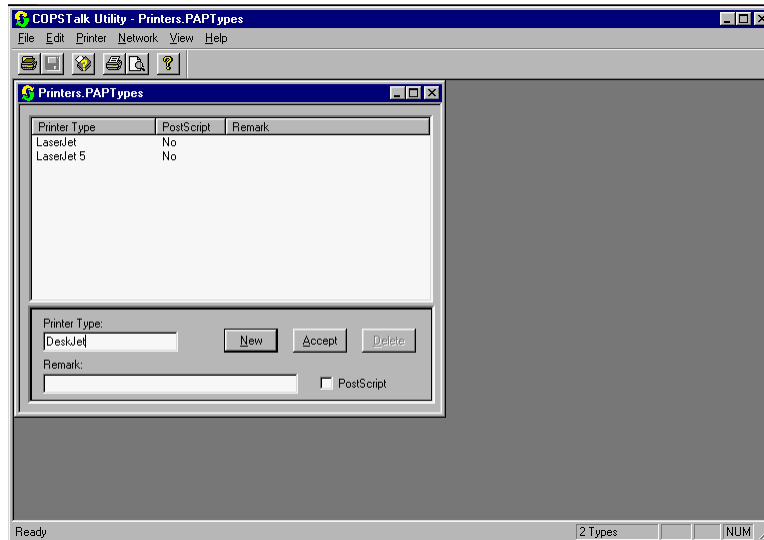 COPSTalk Utility - Printers.PAPTypes
File Edit Printer Network View Help
Printers.PAPTypes
Printer Type PostScript Remark
LaserJet No
LaserJet 5 No
Printer Type:
DeskJet New Accept Delete
Remark:
PostScript
Ready 2 Types NUM